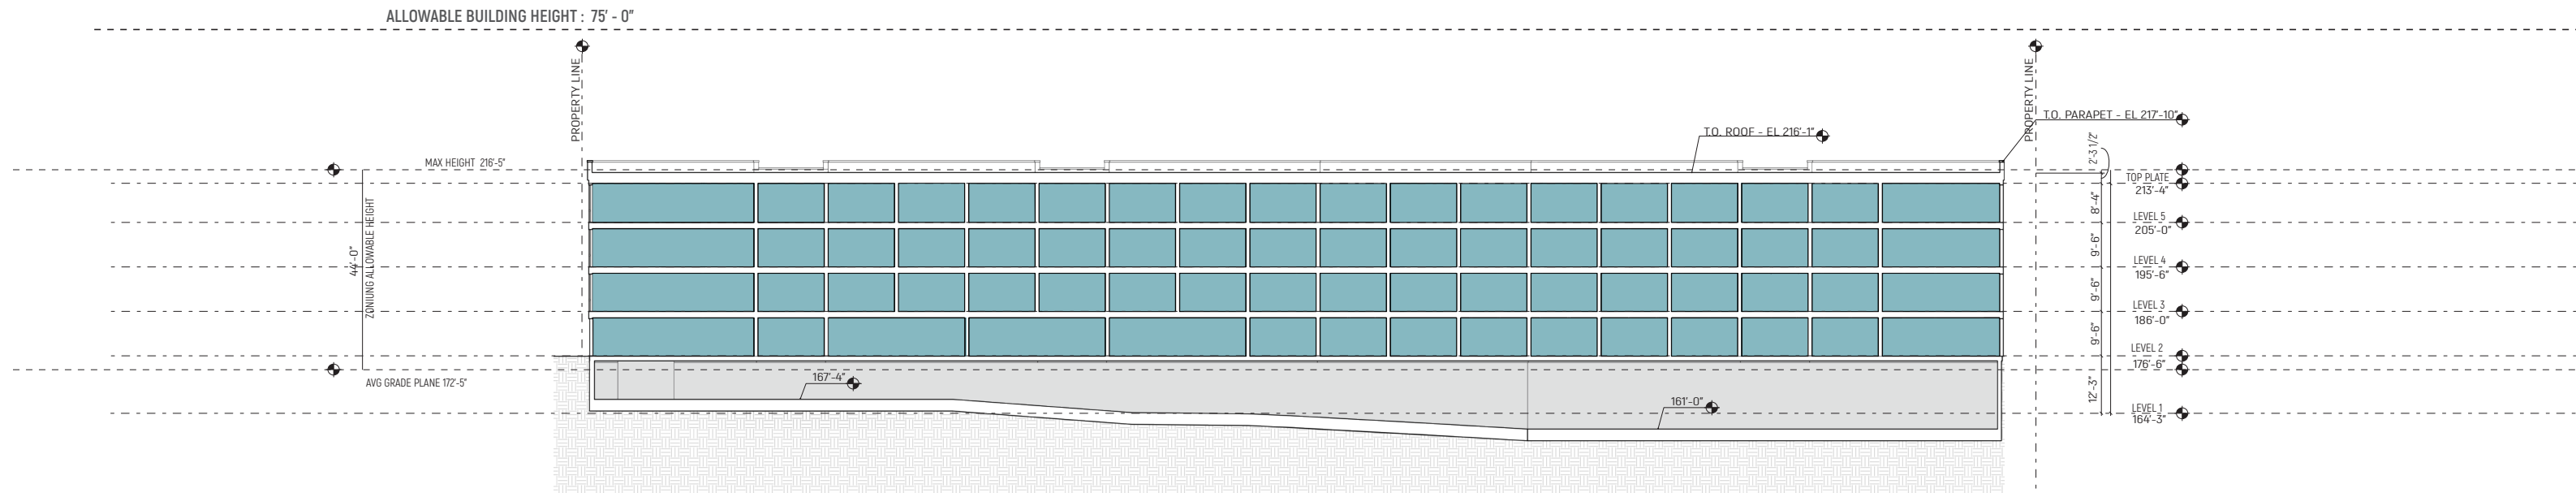 ALLOWABLE BUILDING HEIGHT : 75' - 0"
PROPERTY LINE
PROPERTY LINE
T.O. PARAPET - EL 217'-10"
T.O. ROOF - EL 216'-1"
MAX HEIGHT 216'-5"
2'-3 1/2'
TOP PLATE
213'-4"
8'-4"
LEVEL 5
205'-0"
44'-0"
ZONIUNG ALLOWABLE HEIGHT
9'-6"
LEVEL 4
195'-6"
9'-6"
LEVEL 3
186'-0"
9'-6"
LEVEL 2
176'-6"
AVG GRADE PLANE 172'-5"
167'-4"
12'-3"
161'-0"
LEVEL 1
164'-3"